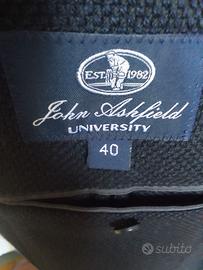 EST. 1982
John Ashfield
UNIVERSITY
40
subito